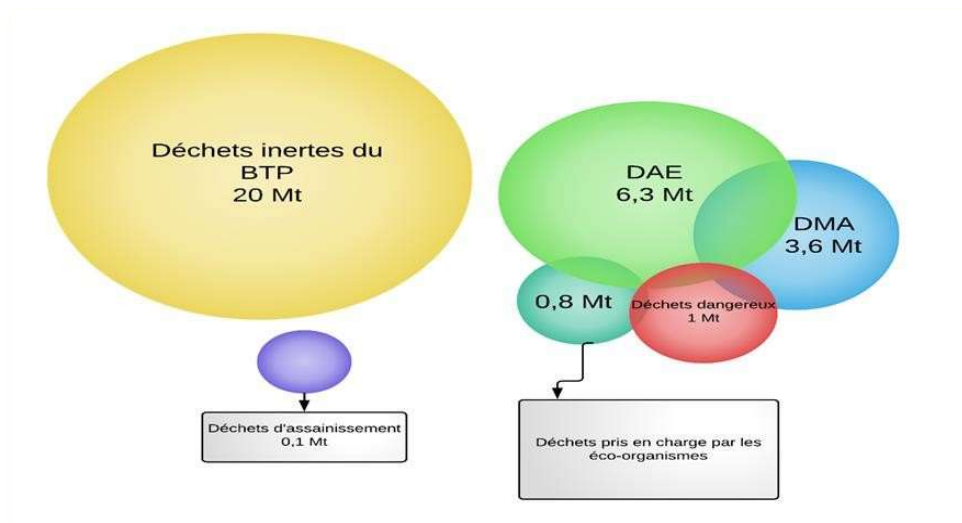 Déchets inertes du
BTP
20 Mt
DAE
6,3 Mt
DMA
3,6 Mt
0,8 Mt
Déchets dangereux
1 Mt
Déchets d'assainissement
0,1 Mt
Déchets pris en charge par les
éco-organismes